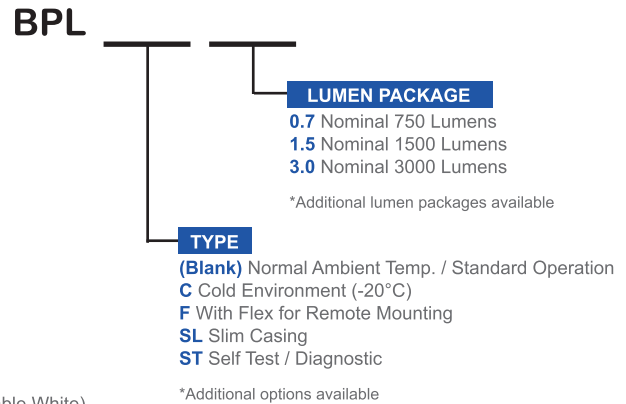 BPL
LUMEN PACKAGE
0.7 Nominal 750 Lumens
1.5 Nominal 1500 Lumens
3.0 Nominal 3000 Lumens
*Additional lumen packages available
TYPE
(Blank) Normal Ambient Temp. / Standard Operation
C Cold Environment (-20°C)
F With Flex for Remote Mounting
SL Slim Casing
ST Self Test / Diagnostic
*Additional options available
White)